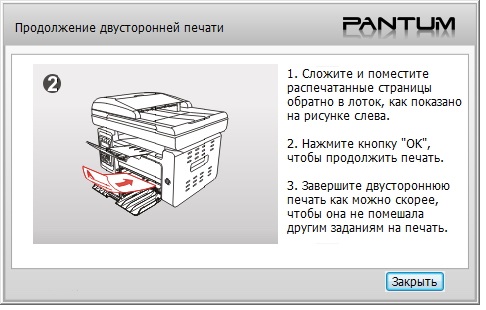 Продолжение двусторонней печати
PANTUM
2
1. Сложите и поместите
распечатанные страницы
обратно в лоток, как показано
на рисунке слева.
2. Нажмите кнопку "OK",
чтобы продолжить печать.
3. Завершите двустороннюю
печать как можно скорее,
чтобы она не помешала
другим заданиям на печать.
Закрыть